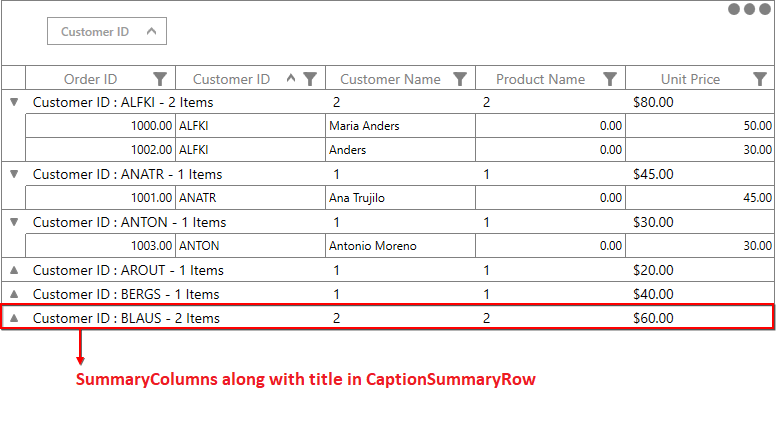 Customer ID
Order ID Customer ID Customer Name Product Name Unit Price
Customer ID : ALFKI - 2 Items 2 2 $80.00
1000.00 ALFKI Maria Anders 0.00 50.00
1002.00 ALFKI Anders 0.00 30.00
Customer ID : ANATR - 1 Items 1 1 $45.00
1001.00 ANATR Ana Trujilo 0.00 45.00
Customer ID : ANTON - 1 Items 1 1 $30.00
1003.00 ANTON Antonio Moreno 0.00 30.00
Customer ID : AROUT - 1 Items 1 1 $20.00
Customer ID : BERGS - 1 Items 1 1 $40.00
Customer ID : BLAUS - 2 Items 2 2 $60.00
SummaryColumns along with title in CaptionSummaryRow